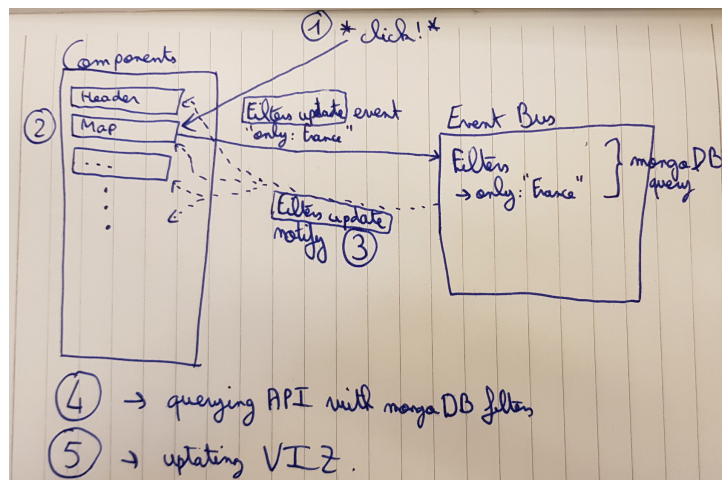 ① * click! *
Components
Header
② Map
...
Filters update event
"only: France"
Event Bus
Filters
→ only: "France"
mongoDB
query
Filters update
notify ③
④ → querying API with mongoDB filters
⑤ → uptating VIZ.